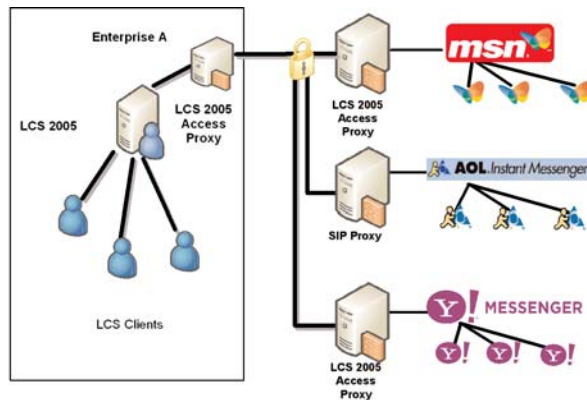 Enterprise A
LCS 2005
LCS 2005
Access
Proxy
LCS Clients
LCS 2005
Access
Proxy
msn
SIP Proxy
AOL Instant Messenger
LCS 2005
Access
Proxy
Y! MESSENGER
Y!
Y!
Y!